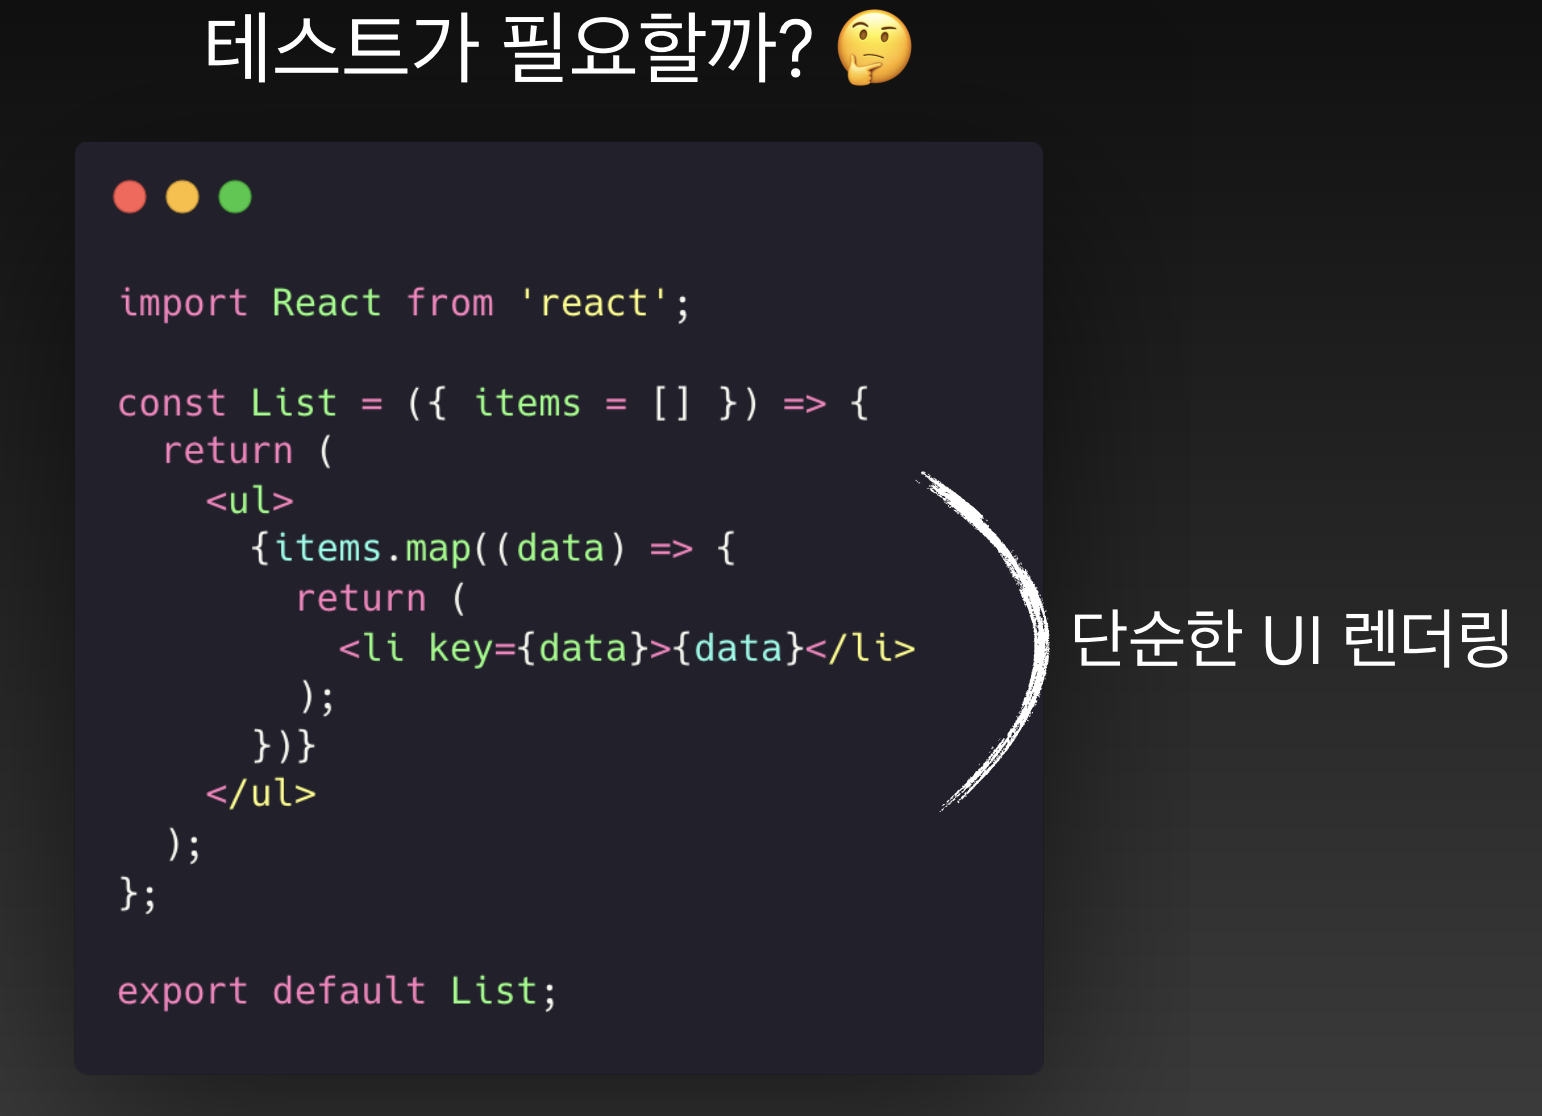 테스트가 필요할까? 🤔
import React from 'react';
const List = ({ items = [] }) => {
  return (
    <ul>
      {items.map((data) => {
        return (
          <li key={data}>{data}</li>
        );
      })}
    </ul>
  );
};
export default List;
단순한 UI 렌더링